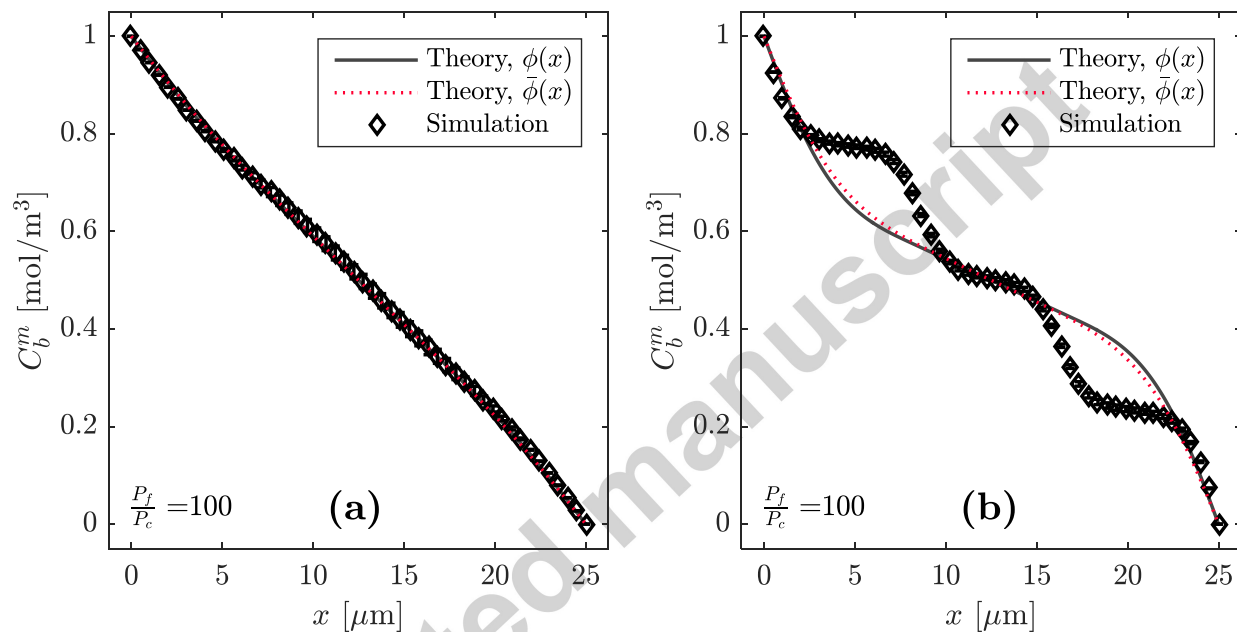 1
0.8
0.6
0.4
0.2
0
C_b^m [mol/m³]
Theory, ϕ(x)
Theory, ϕ̄(x)
Simulation
P_f/P_c =100
(a)
0 5 10 15 20 25
x [μm]
1
0.8
0.6
0.4
0.2
0
C_b^m [mol/m³]
Theory, ϕ(x)
Theory, ϕ̄(x)
Simulation
P_f/P_c =100
(b)
0 5 10 15 20 25
x [μm]
ted manuscript